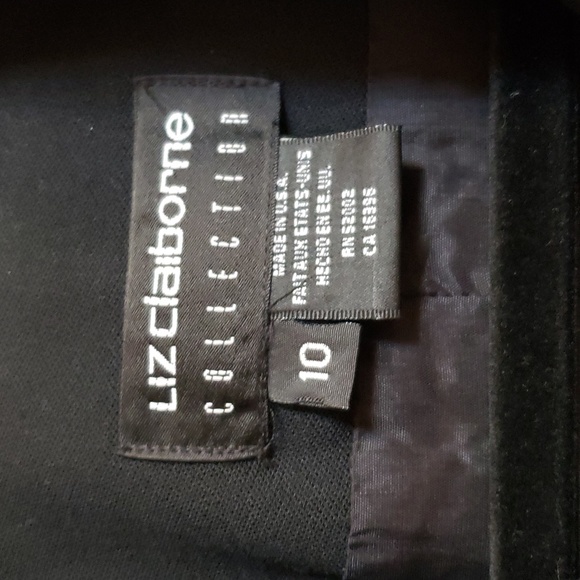 LIZ claiborne
COLLECTION
MADE IN U.S.A.
FAIT AUX ETATS-UNIS
HECHO EN EE.UU.
RN 52002
CA 16396
10